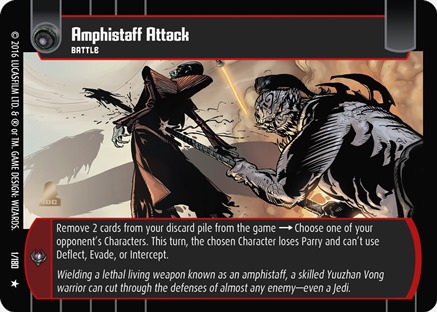 Amphistaff Attack
BATTLE
© 2016 LUCASFILM LTD. & ® or TM. GAME DESIGN: WIZARDS.
IDC
Remove 2 cards from your discard pile from the game → Choose one of your
opponent's Characters. This turn, the chosen Character loses Parry and can't use
Deflect, Evade, or Intercept.
Wielding a lethal living weapon known as an amphistaff, a skilled Yuuzhan Vong
warrior can cut through the defenses of almost any enemy—even a Jedi.
1/180 ★